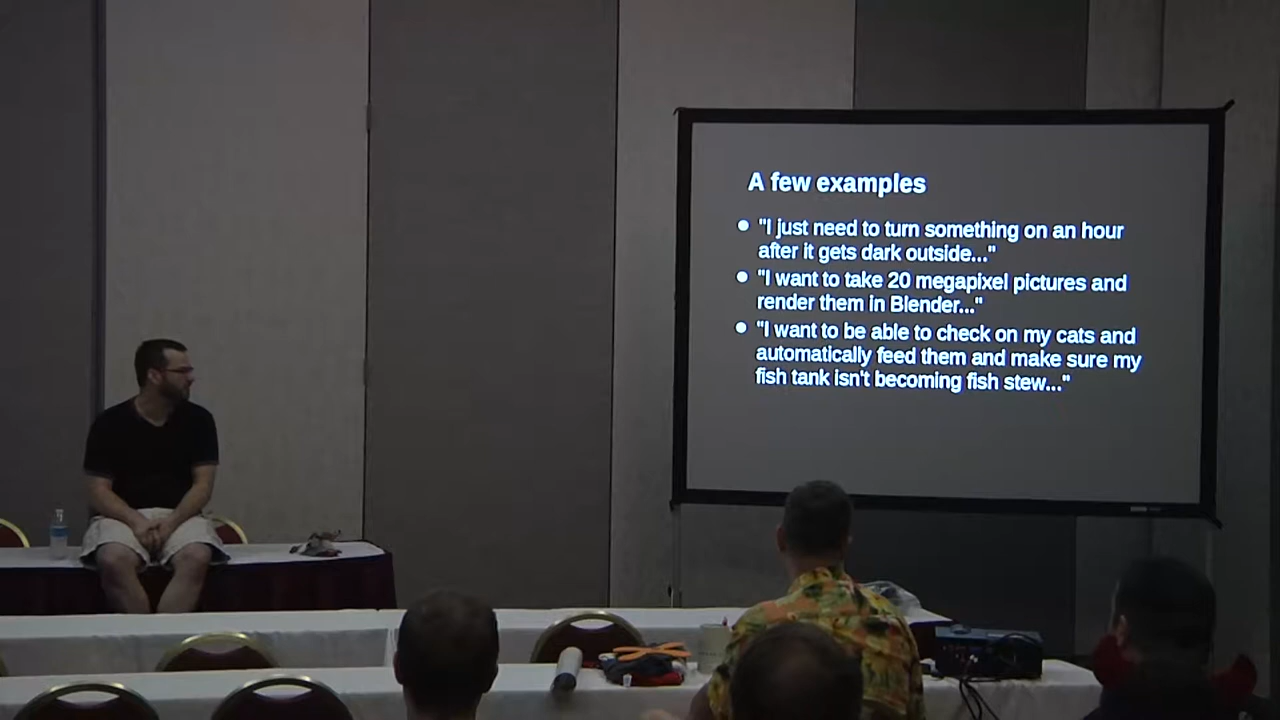 A few examples
"I just need to turn something on an hour
after it gets dark outside..."
"I want to take 20 megapixel pictures and
render them in Blender..."
"I want to be able to check on my cats and
automatically feed them and make sure my
fish tank isn't becoming fish stew..."